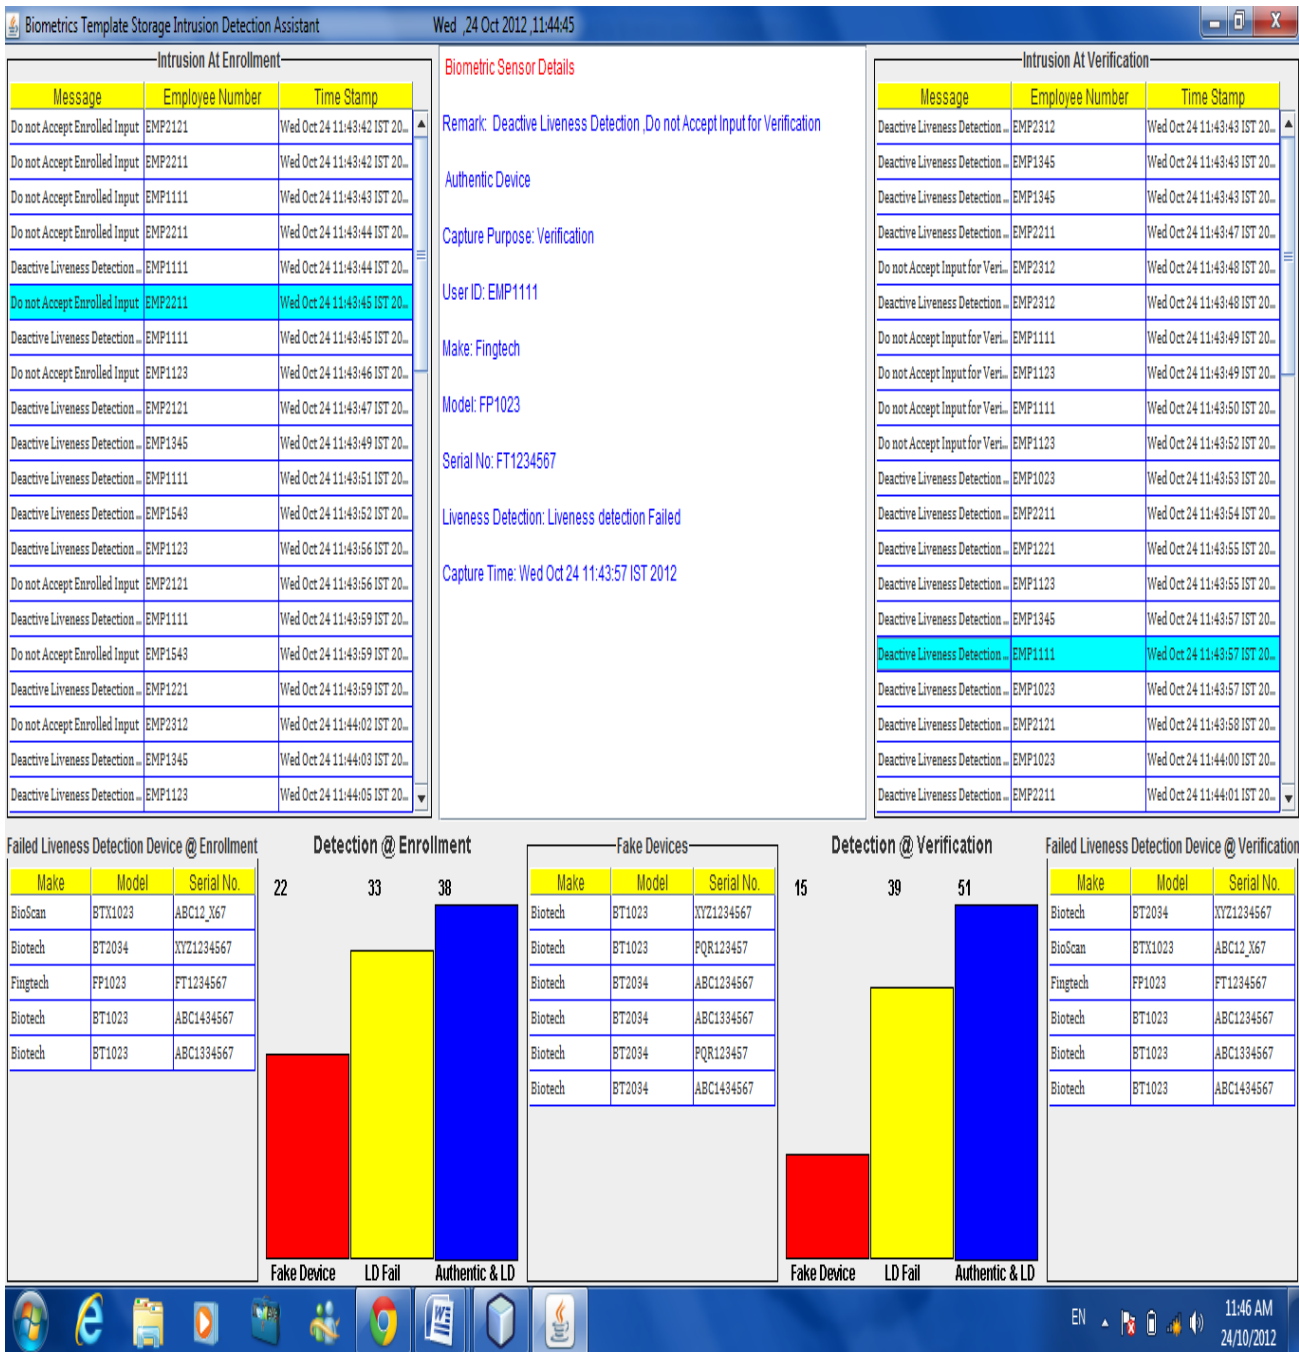 Biometrics Template Storage Intrusion Detection Assistant Wed ,24 Oct 2012 ,11:44:45
Intrusion At Enrollment
Message Employee Number Time Stamp
Do not Accept Enrolled Input EMP2121 Wed Oct 24 11:43:42 IST 20...
Do not Accept Enrolled Input EMP2211 Wed Oct 24 11:43:42 IST 20...
Do not Accept Enrolled Input EMP1111 Wed Oct 24 11:43:43 IST 20...
Do not Accept Enrolled Input EMP2211 Wed Oct 24 11:43:44 IST 20...
Deactive Liveness Detection ... EMP1111 Wed Oct 24 11:43:44 IST 20...
Do not Accept Enrolled Input EMP2211 Wed Oct 24 11:43:45 IST 20...
Deactive Liveness Detection ... EMP1111 Wed Oct 24 11:43:45 IST 20...
Do not Accept Enrolled Input EMP1123 Wed Oct 24 11:43:46 IST 20...
Deactive Liveness Detection ... EMP2121 Wed Oct 24 11:43:47 IST 20...
Deactive Liveness Detection ... EMP1345 Wed Oct 24 11:43:49 IST 20...
Deactive Liveness Detection ... EMP1111 Wed Oct 24 11:43:51 IST 20...
Deactive Liveness Detection ... EMP1543 Wed Oct 24 11:43:52 IST 20...
Deactive Liveness Detection ... EMP1123 Wed Oct 24 11:43:56 IST 20...
Do not Accept Enrolled Input EMP2121 Wed Oct 24 11:43:56 IST 20...
Deactive Liveness Detection ... EMP1111 Wed Oct 24 11:43:59 IST 20...
Do not Accept Enrolled Input EMP1543 Wed Oct 24 11:43:59 IST 20...
Deactive Liveness Detection ... EMP1221 Wed Oct 24 11:43:59 IST 20...
Do not Accept Enrolled Input EMP2312 Wed Oct 24 11:44:02 IST 20...
Deactive Liveness Detection ... EMP1345 Wed Oct 24 11:44:03 IST 20...
Deactive Liveness Detection ... EMP1123 Wed Oct 24 11:44:05 IST 20...
Biometric Sensor Details
Remark: Deactive Liveness Detection ,Do not Accept Input for Verification
Authentic Device
Capture Purpose: Verification
User ID: EMP1111
Make: Fingtech
Model: FP1023
Serial No: FT1234567
Liveness Detection: Liveness detection Failed
Capture Time: Wed Oct 24 11:43:57 IST 2012
Intrusion At Verification
Message Employee Number Time Stamp
Deactive Liveness Detection ... EMP2312 Wed Oct 24 11:43:43 IST 20...
Deactive Liveness Detection ... EMP1345 Wed Oct 24 11:43:43 IST 20...
Deactive Liveness Detection ... EMP1345 Wed Oct 24 11:43:43 IST 20...
Deactive Liveness Detection ... EMP2211 Wed Oct 24 11:43:47 IST 20...
Do not Accept Input for Veri... EMP2312 Wed Oct 24 11:43:48 IST 20...
Deactive Liveness Detection ... EMP2312 Wed Oct 24 11:43:48 IST 20...
Do not Accept Input for Veri... EMP1111 Wed Oct 24 11:43:49 IST 20...
Do not Accept Input for Veri... EMP1123 Wed Oct 24 11:43:49 IST 20...
Do not Accept Input for Veri... EMP1111 Wed Oct 24 11:43:50 IST 20...
Do not Accept Input for Veri... EMP1123 Wed Oct 24 11:43:52 IST 20...
Deactive Liveness Detection ... EMP1023 Wed Oct 24 11:43:53 IST 20...
Deactive Liveness Detection ... EMP2211 Wed Oct 24 11:43:54 IST 20...
Deactive Liveness Detection ... EMP1221 Wed Oct 24 11:43:55 IST 20...
Deactive Liveness Detection ... EMP1123 Wed Oct 24 11:43:55 IST 20...
Deactive Liveness Detection ... EMP1345 Wed Oct 24 11:43:57 IST 20...
Deactive Liveness Detection ... EMP1111 Wed Oct 24 11:43:57 IST 20...
Deactive Liveness Detection ... EMP1023 Wed Oct 24 11:43:57 IST 20...
Deactive Liveness Detection ... EMP2121 Wed Oct 24 11:43:58 IST 20...
Deactive Liveness Detection ... EMP1023 Wed Oct 24 11:44:00 IST 20...
Deactive Liveness Detection ... EMP2211 Wed Oct 24 11:44:01 IST 20...
Failed Liveness Detection Device @ Enrollment
Make Model Serial No.
BioScan BTX1023 ABC12_X67
Biotech BT2034 XYZ1234567
Fingtech FP1023 FT1234567
Biotech BT1023 ABC1434567
Biotech BT1023 ABC1334567
Detection @ Enrollment
22 33 38
Fake Device LD Fail Authentic & LD
Fake Devices
Make Model Serial No.
Biotech BT1023 XYZ1234567
Biotech BT1023 PQR123457
Biotech BT2034 ABC1234567
Biotech BT2034 ABC1334567
Biotech BT2034 PQR123457
Biotech BT2034 ABC1434567
Detection @ Verification
15 39 51
Fake Device LD Fail Authentic & LD
Failed Liveness Detection Device @ Verification
Make Model Serial No.
Biotech BT2034 XYZ1234567
BioScan BTX1023 ABC12_X67
Fingtech FP1023 FT1234567
Biotech BT1023 ABC1234567
Biotech BT1023 ABC1334567
Biotech BT1023 ABC1434567
EN 11:46 AM
24/10/2012